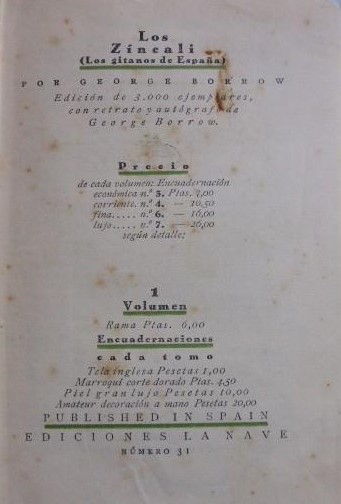 Los
Zíncali
(Los gitanos de España)
POR GEORGE BORROW
Edición de 3.000 ejemplares,
con retrato y autógrafo de
George Borrow.
Precio
de cada volumen: Encuadernación
económica n.º 3. Ptas. 7,00
corriente. n.º 4. — 10,50
fina..... n.º 6. — 16,00
lujo..... n.º 7. — 26,00
según detalle:
1
Volumen
Rama Ptas. 6,00
Encuadernaciones
cada tomo
Tela inglesa Pesetas 1,00
Marroquí corte dorado Ptas. 4,50
Piel gran lujo Pesetas 10,00
Amateur decoración a mano Pesetas 20,00
PUBLISHED IN SPAIN
EDICIONES LA NAVE
NÚMERO 31